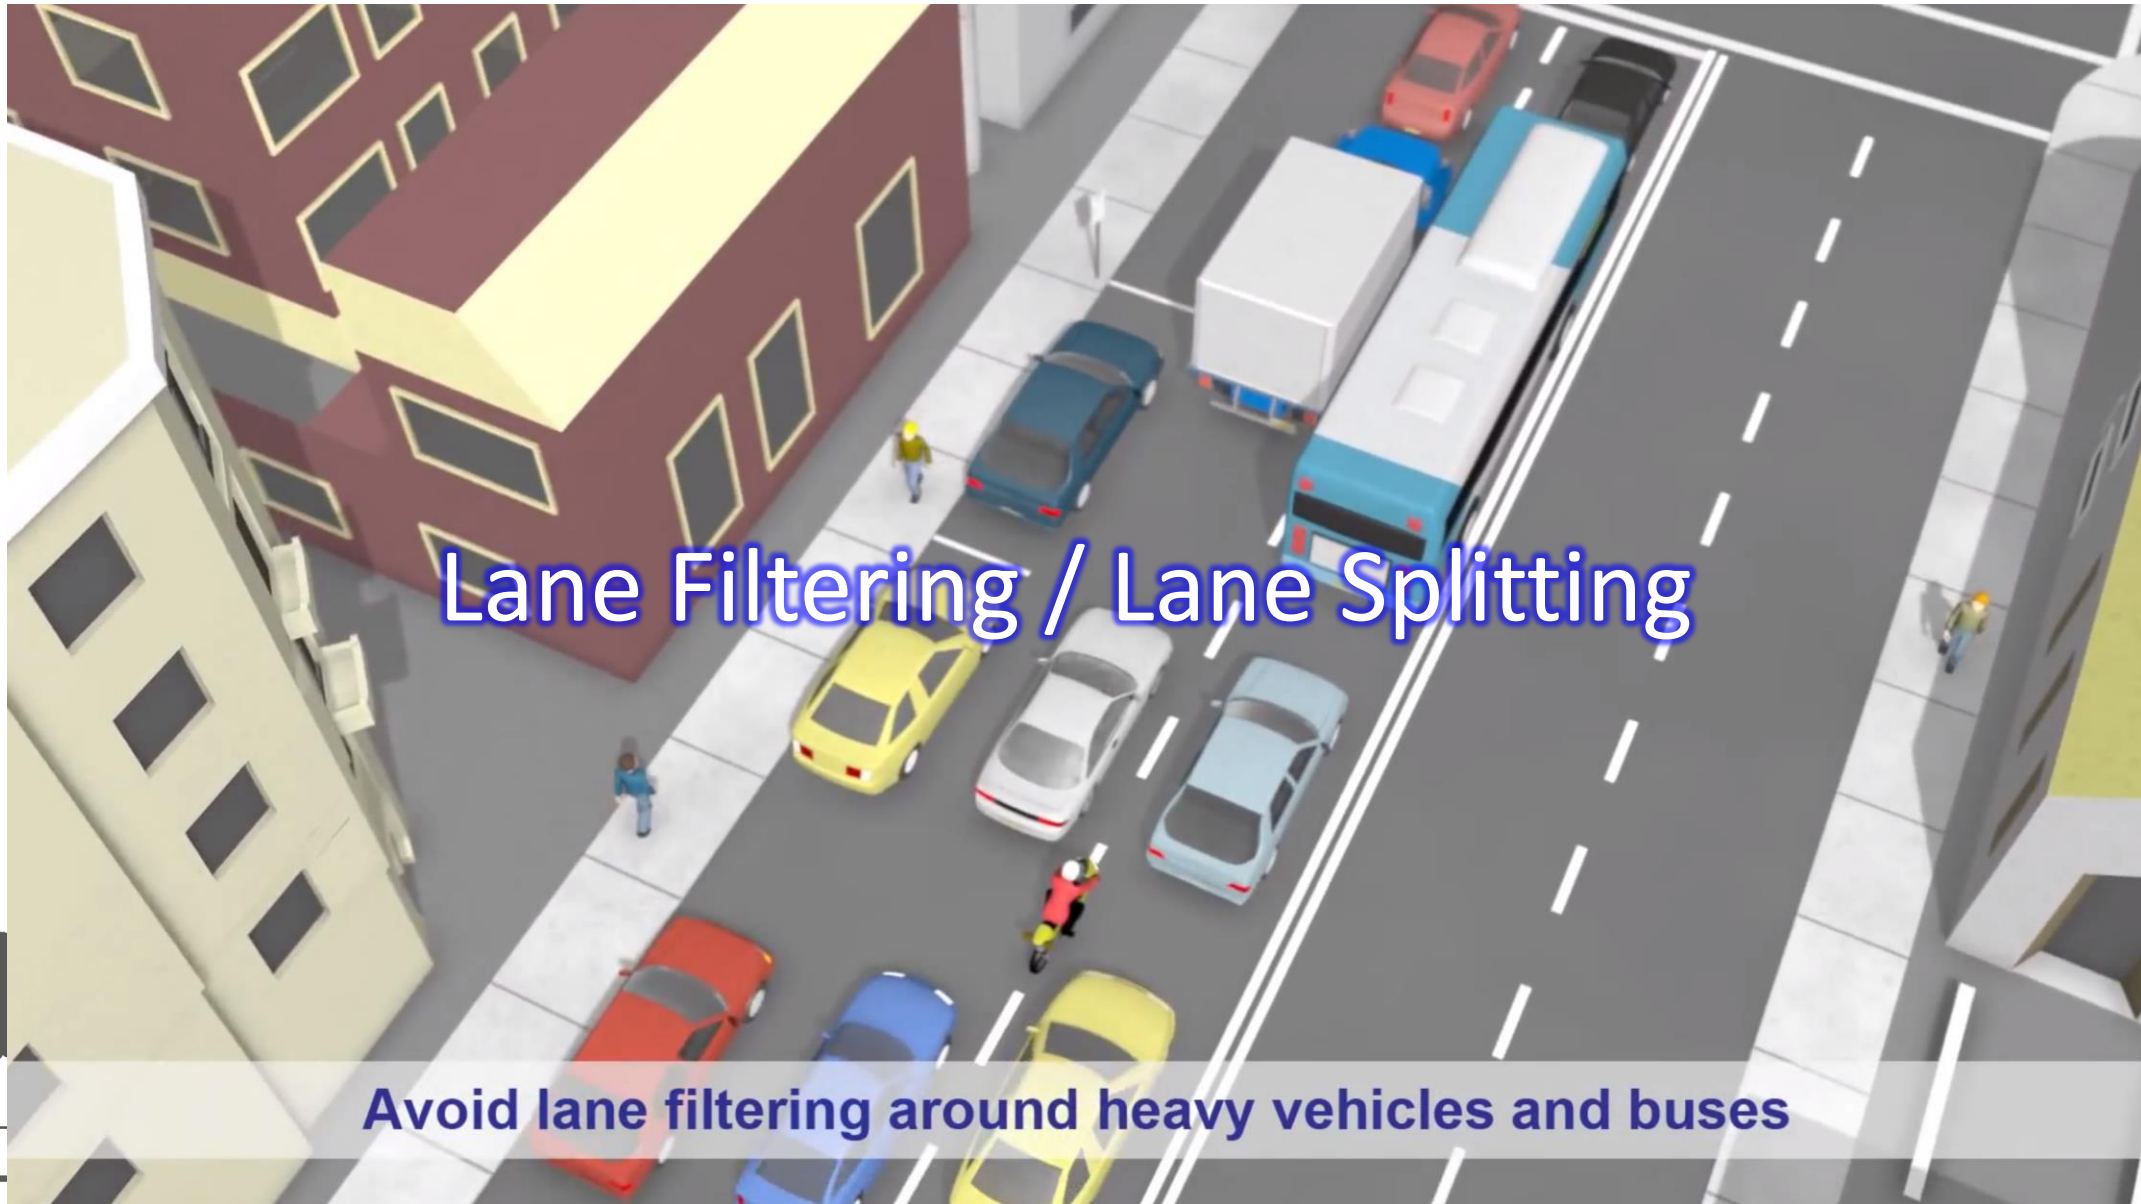 Lane Filtering / Lane Splitting
Avoid lane filtering around heavy vehicles and buses